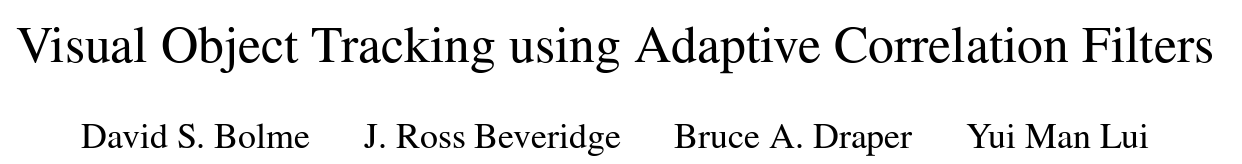 Visual Object Tracking using Adaptive Correlation Filters
David S. Bolme J. Ross Beveridge Bruce A. Draper Yui Man Lui